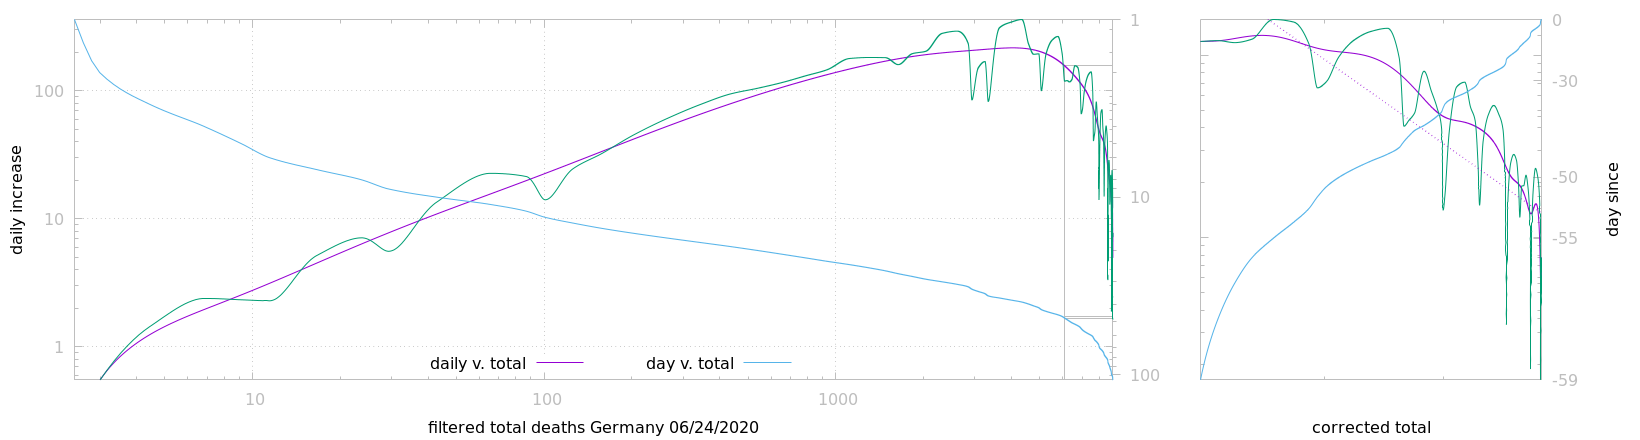 daily increase
100
10
1
daily v. total
day v. total
10
100
1000
1
10
100
filtered total deaths Germany 06/24/2020
0
-30
-50
-55
-59
day since
corrected total